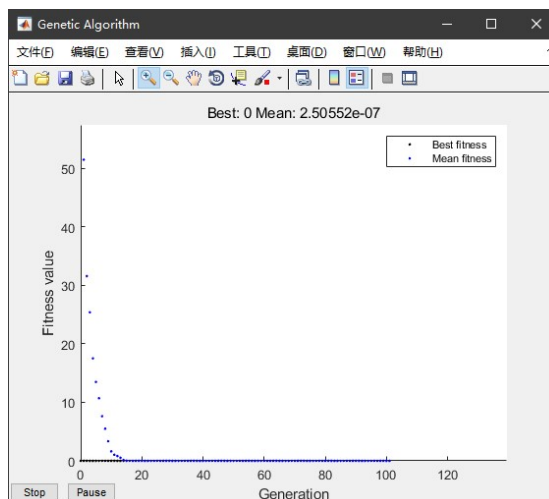 Genetic Algorithm
文件(F) 编辑(E) 查看(V) 插入(I) 工具(T) 桌面(D) 窗口(W) 帮助(H)
Best: 0 Mean: 2.50552e-07
Best fitness
Mean fitness
50
40
30
20
10
0
Fitness value
0 20 40 60 80 100 120
Generation
Stop Pause